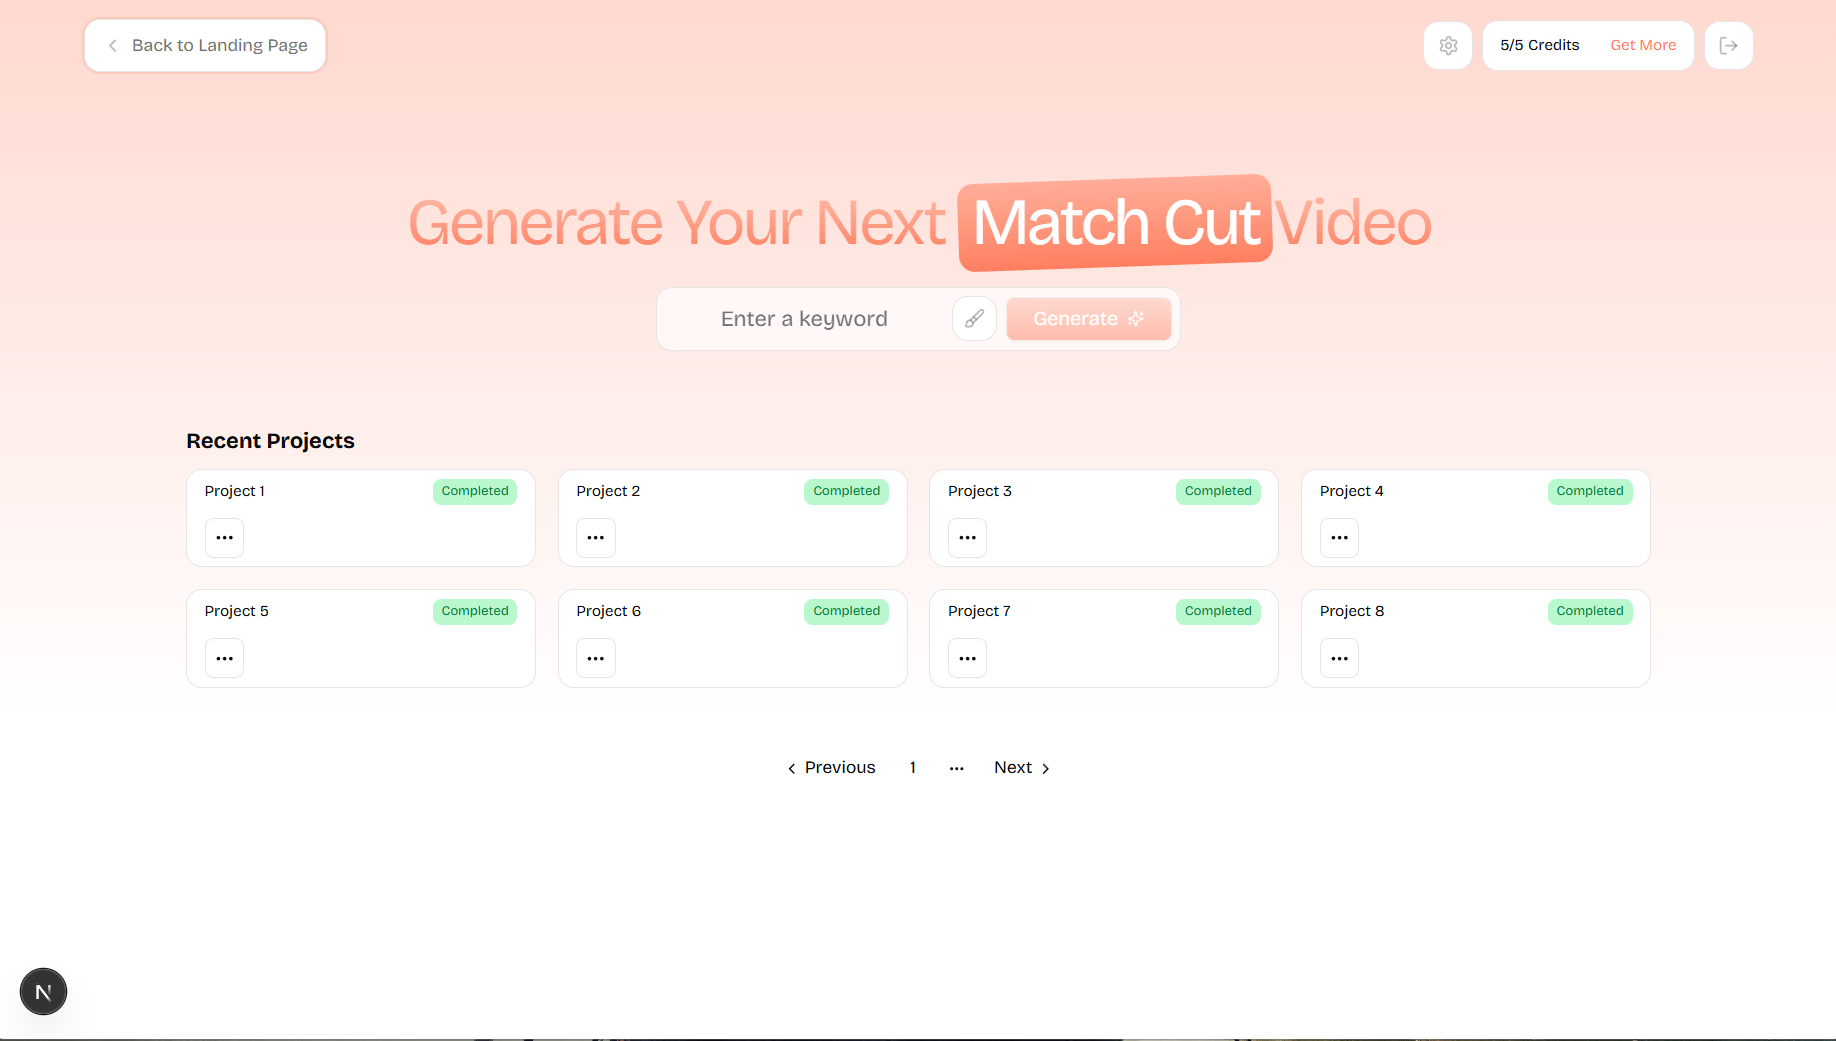 Back to Landing Page
5/5 Credits Get More
Generate Your Next Match Cut Video
Enter a keyword
Generate
Recent Projects
Project 1 Completed
Project 2 Completed
Project 3 Completed
Project 4 Completed
Project 5 Completed
Project 6 Completed
Project 7 Completed
Project 8 Completed
Previous 1 ... Next
N